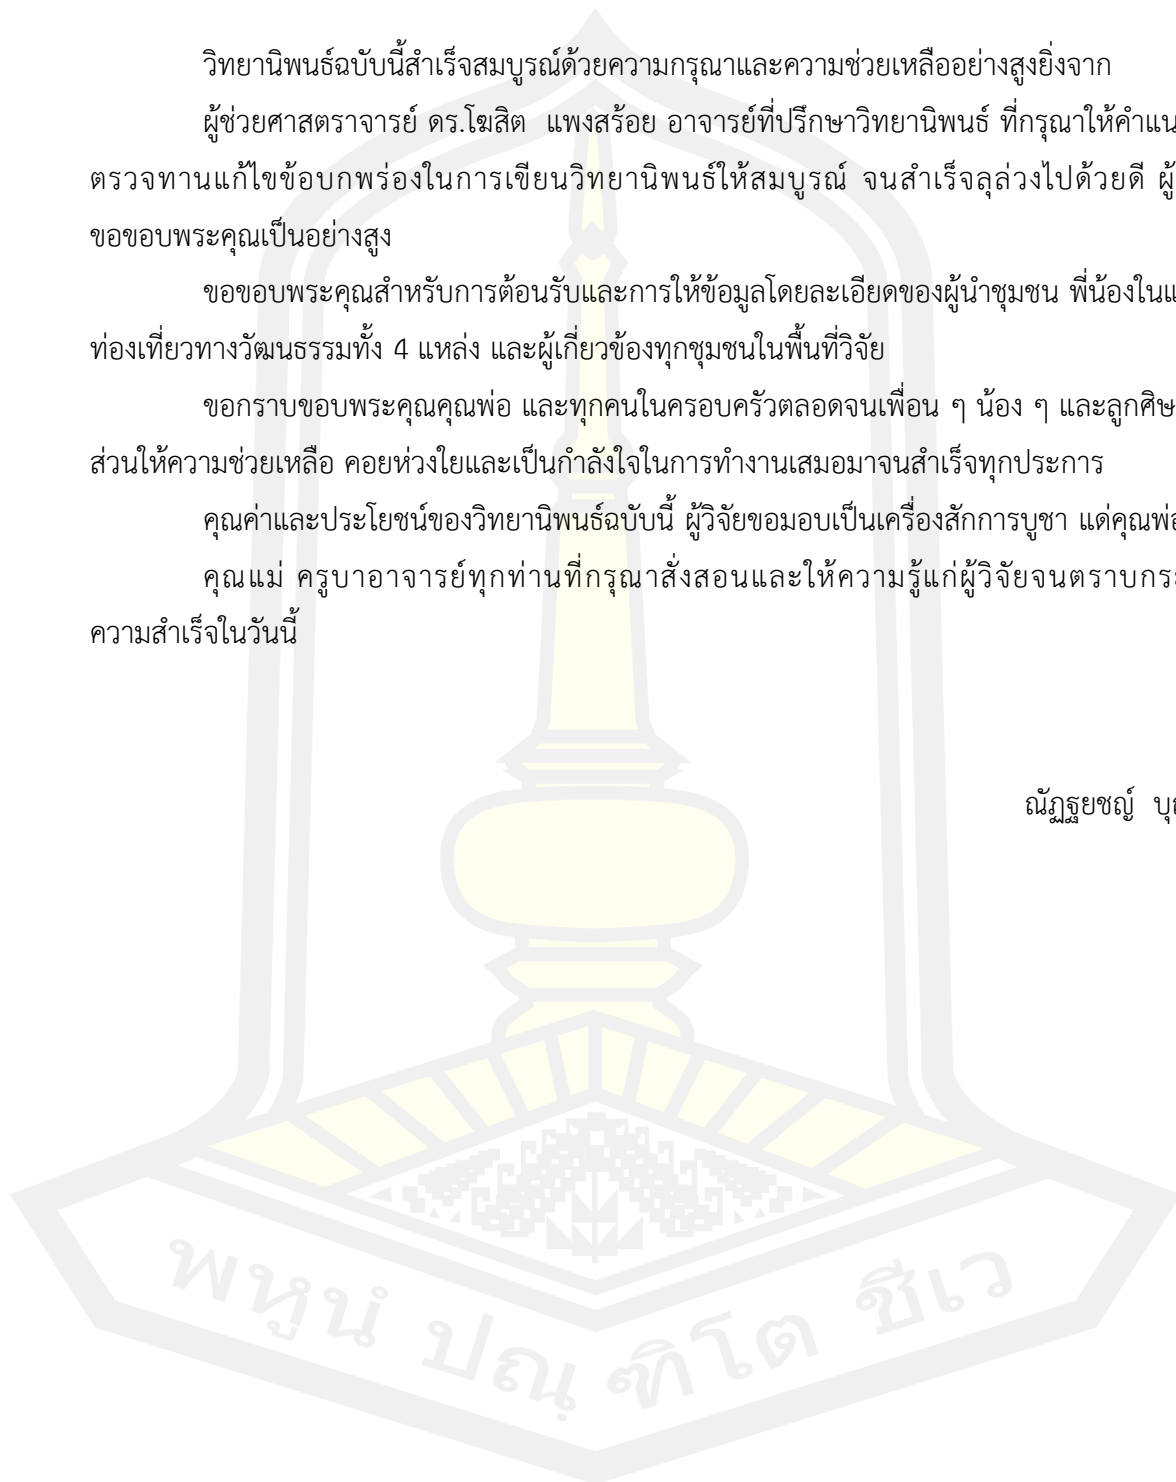 วิทยานิพนธ์ฉบับนี้สำเร็จสมบูรณ์ด้วยความกรุณาและความช่วยเหลืออย่างสูงยิ่งจาก
ผู้ช่วยศาสตราจารย์ ดร.โฆสิต แพงสร้อย อาจารย์ที่ปรึกษาวิทยานิพนธ์ ที่กรุณาให้คำแน
ตรวจทานแก้ไขข้อบกพร่องในการเขียนวิทยานิพนธ์ให้สมบูรณ์ จนสำเร็จลุล่วงไปด้วยดี ผู้
ขอขอบพระคุณเป็นอย่างสูง
ขอขอบพระคุณสำหรับการต้อนรับและการให้ข้อมูลโดยละเอียดของผู้นำชุมชน พี่น้องในแ
ท่องเที่ยวทางวัฒนธรรมทั้ง 4 แหล่ง และผู้เกี่ยวข้องทุกชุมชนในพื้นที่วิจัย
ขอกราบขอบพระคุณคุณพ่อ และทุกคนในครอบครัวตลอดจนเพื่อน ๆ น้อง ๆ และลูกศิษ
ส่วนให้ความช่วยเหลือ คอยห่วงใยและเป็นกำลังใจในการทำงานเสมอมาจนสำเร็จทุกประการ
คุณค่าและประโยชน์ของวิทยานิพนธ์ฉบับนี้ ผู้วิจัยขอมอบเป็นเครื่องสักการบูชา แด่คุณพ่อ
คุณแม่ ครูบาอาจารย์ทุกท่านที่กรุณาสั่งสอนและให้ความรู้แก่ผู้วิจัยจนตราบกระ
ความสำเร็จในวันนี้
ณัฏฐยชญ์ บุญ
พหูนํ ปณฺฑิโต ชีเว